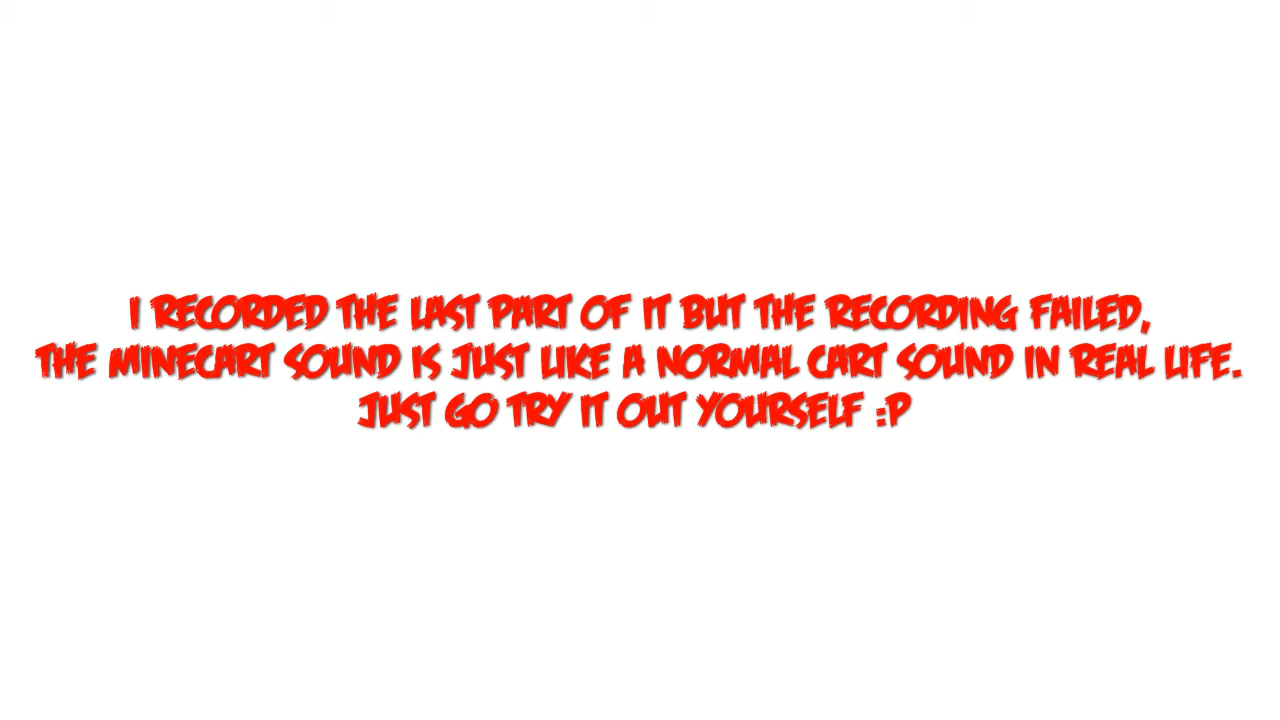 I RECORDED THE LAST PART OF IT BUT THE RECORDING FAILED,
THE MINECART SOUND IS JUST LIKE A NORMAL CART SOUND IN REAL LIFE.
JUST GO TRY IT OUT YOURSELF :P